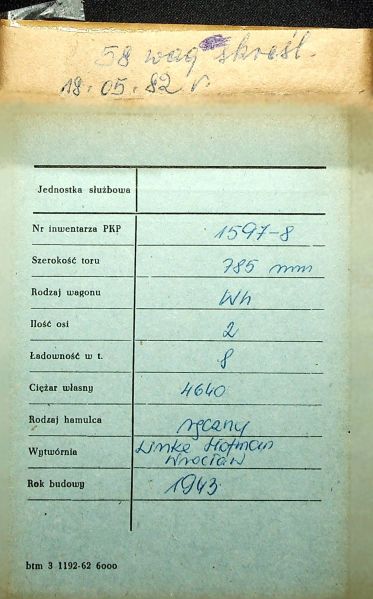 58 wag skreśl.
18.05.82 r
Jednostka służbowa
Nr inwentarza PKP 1597-8
Szerokość toru 785 mm
Rodzaj wagonu Wh
Ilość osi 2
Ładowność w t. 8
Ciężar własny 4640
Rodzaj hamulca ręczny
Wytwórnia Linke Hofman
Wrocław
Rok budowy 1943
btm 3 1192-62 6000